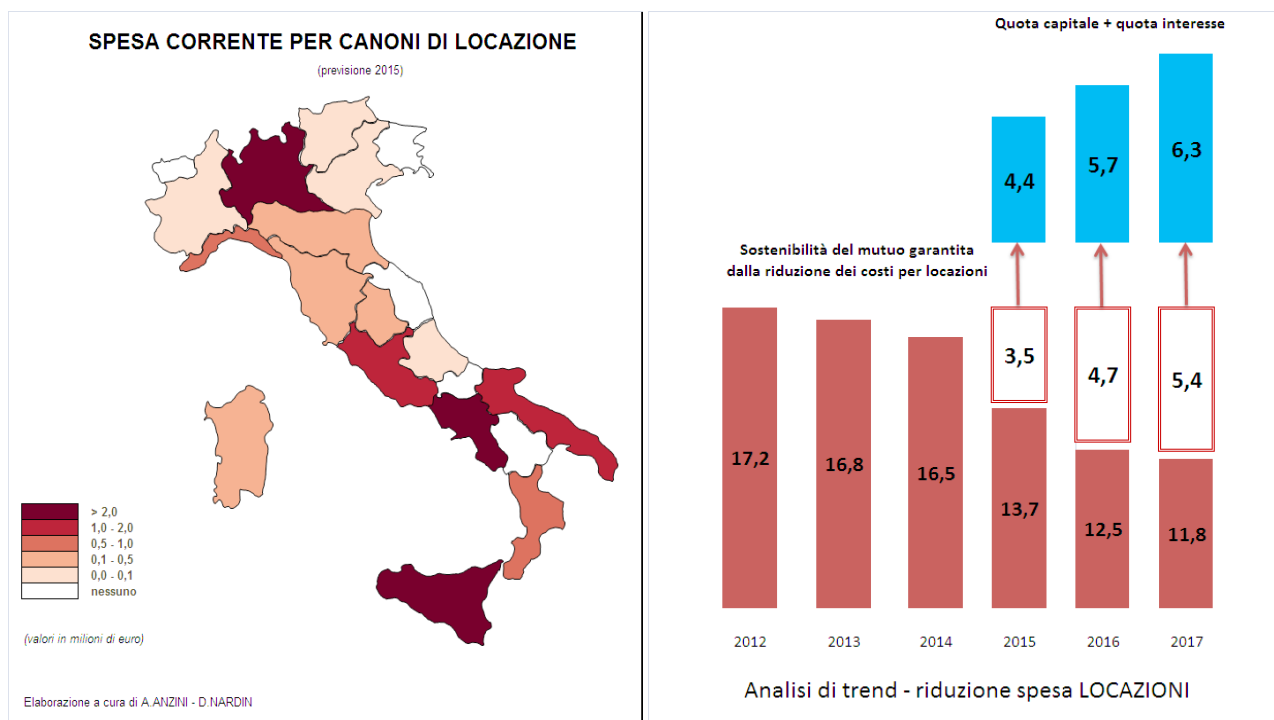 SPESA CORRENTE PER CANONI DI LOCAZIONE
(previsione 2015)
> 2,0
1,0 - 2,0
0,5 - 1,0
0,1 - 0,5
0,0 - 0,1
nessuno
(valori in milioni di euro)
Elaborazione a cura di A.ANZINI - D.NARDIN
Quota capitale + quota interesse
4,4
5,7
6,3
Sostenibilità del mutuo garantita
dalla riduzione dei costi per locazioni
3,5
4,7
5,4
17,2
16,8
16,5
13,7
12,5
11,8
2012
2013
2014
2015
2016
2017
Analisi di trend - riduzione spesa LOCAZIONI